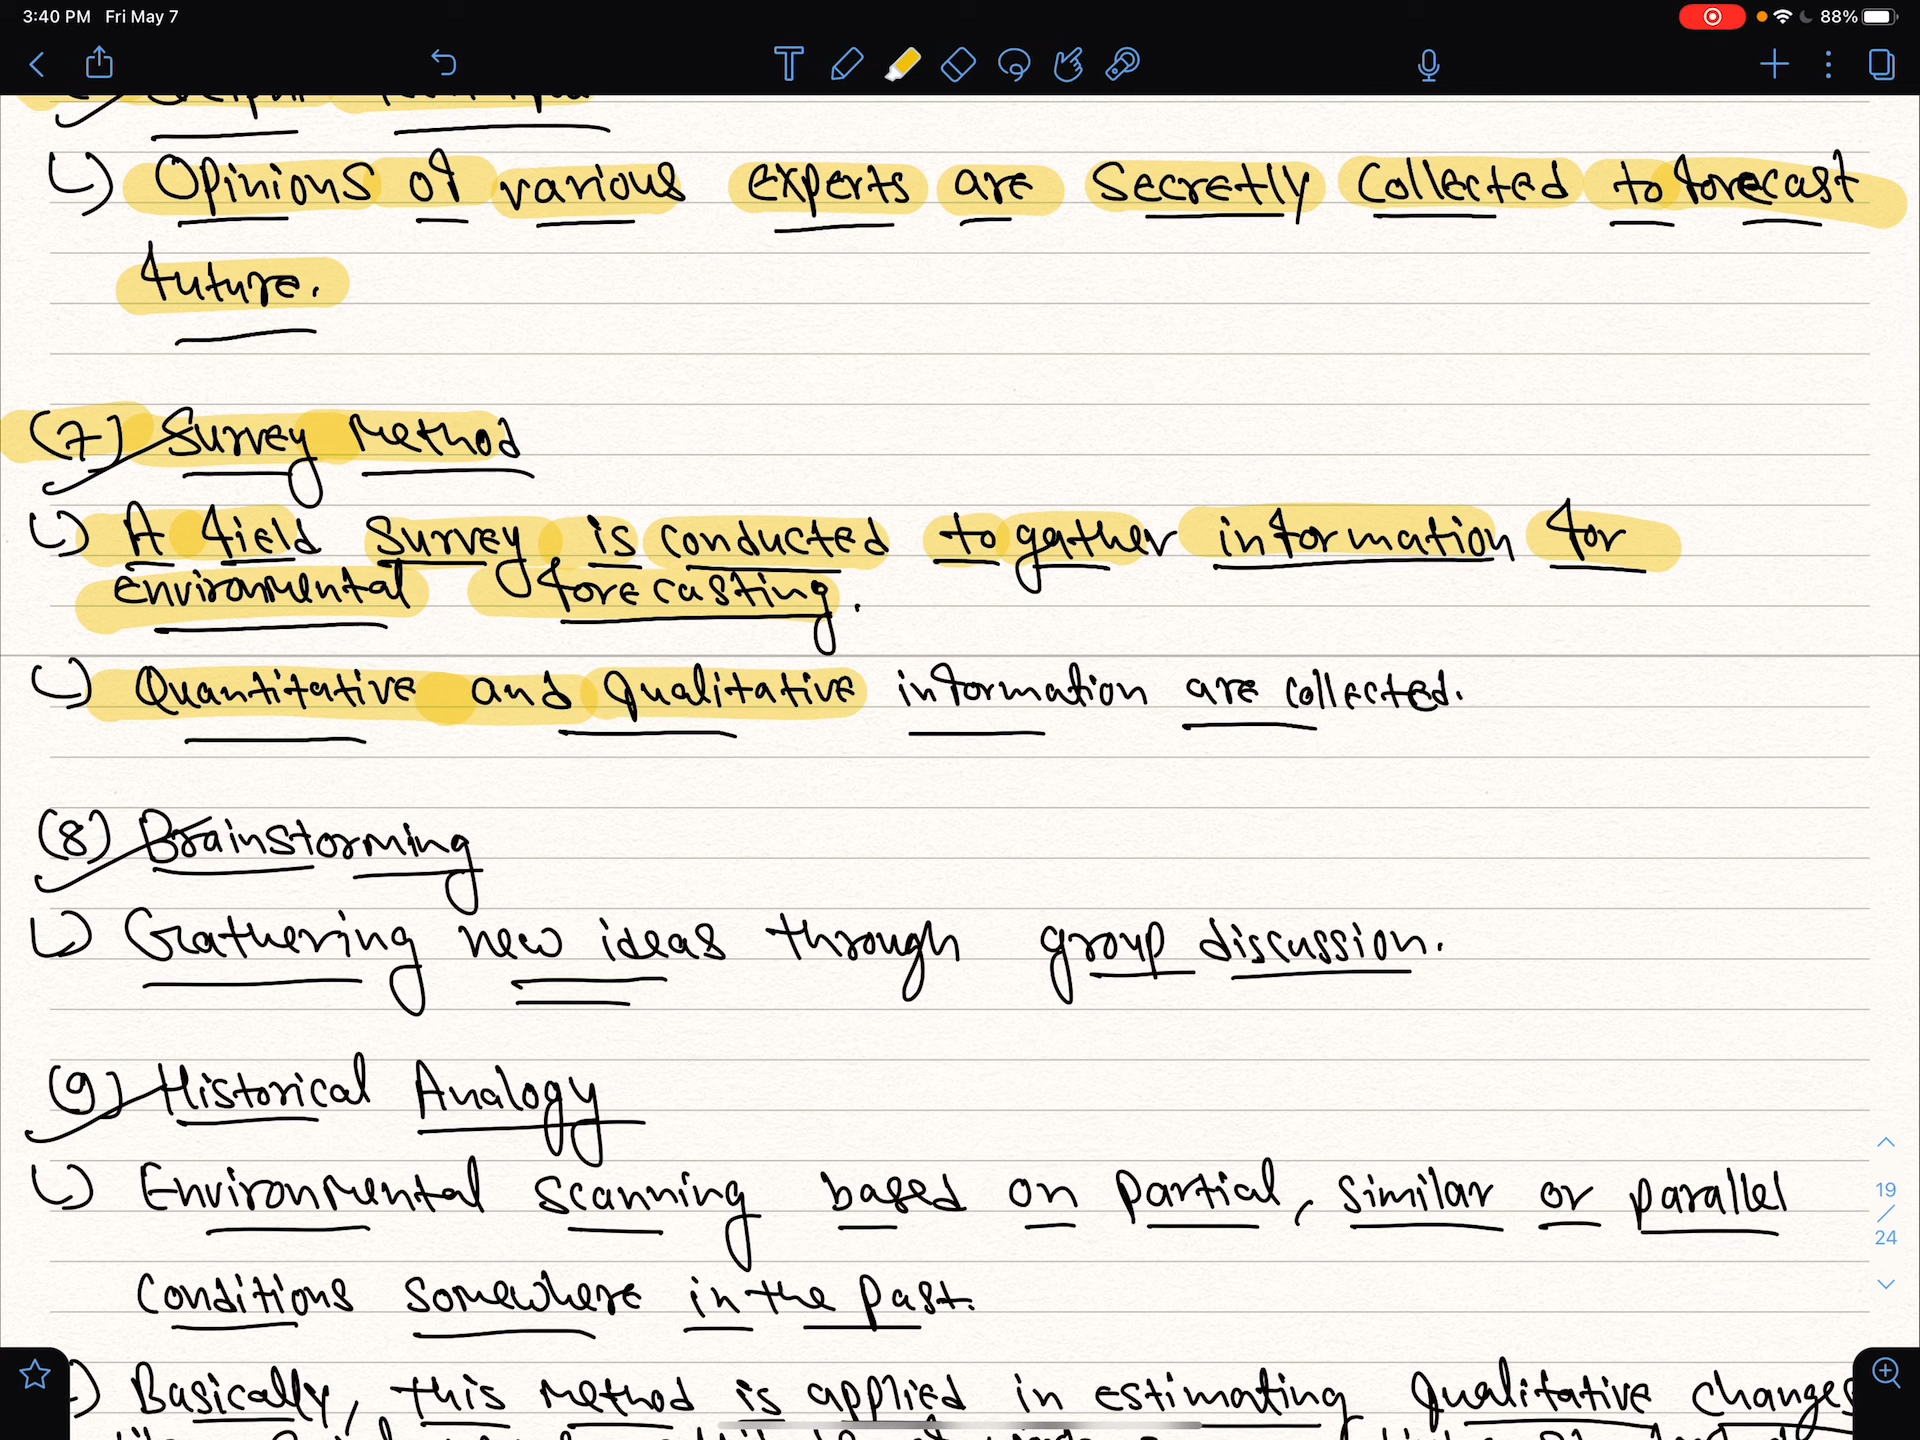 3:40 PM Fri May 7
88%
Opinions of various experts are secretly collected to forecast
future.
(7) Survey Method
A field survey is conducted to gather information for
Environmental forecasting.
Quantitative and qualitative information are collected.
(8) Brainstorming
Gathering new ideas through group discussion.
(9) Historical Analogy
Environmental scanning based on partial, similar or parallel
conditions somewhere in the past.
19
/
24
Basically, this method is applied in estimating qualitative changes